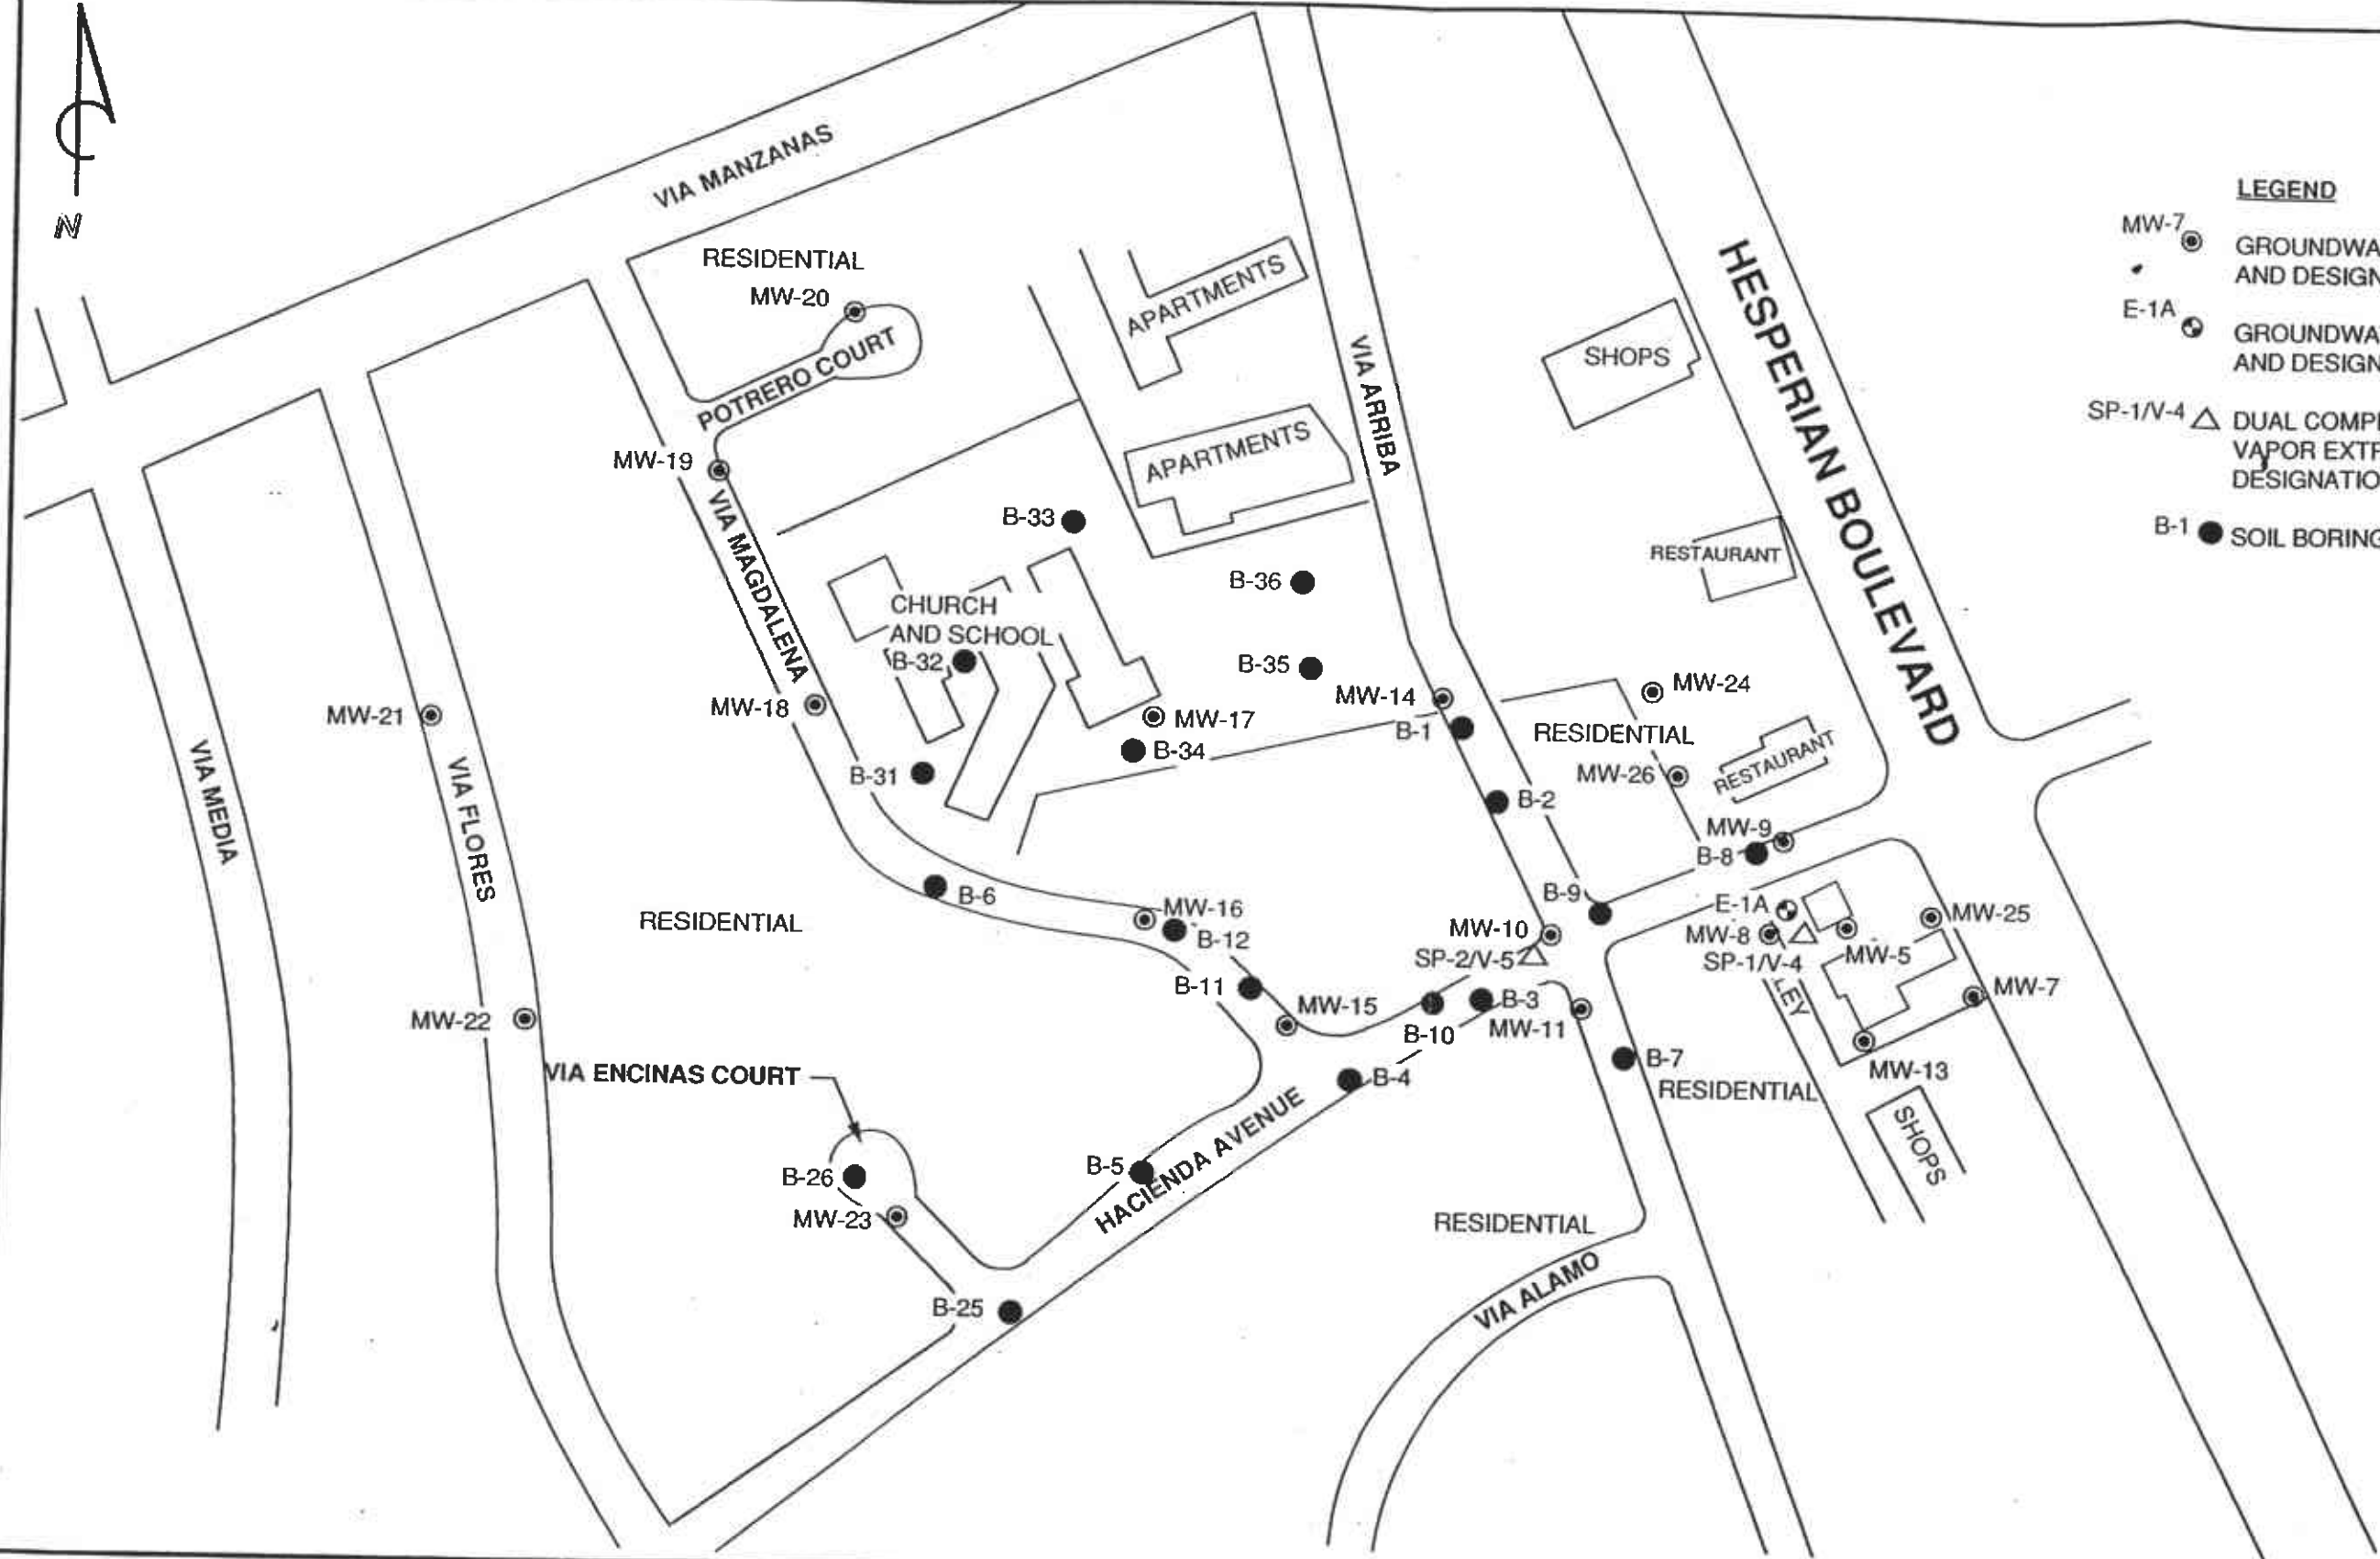 N
VIA MANZANAS
RESIDENTIAL
MW-20
POTRERO COURT
MW-19
VIA MAGDALENA
APARTMENTS
APARTMENTS
VIA ARRIBA
SHOPS
HESPERIAN BOULEVARD
RESTAURANT
LEGEND
MW-7
GROUNDWA
AND DESIGN
E-1A
GROUNDWA
AND DESIGN
SP-1/V-4
DUAL COMPL
VAPOR EXTR
DESIGNATIO
B-1
SOIL BORING
B-33
B-36
CHURCH
AND SCHOOL
B-32
B-35
MW-18
MW-17
B-34
B-31
MW-14
B-1
MW-24
RESIDENTIAL
MW-26
RESTAURANT
B-2
MW-9
B-8
MW-21
VIA MEDIA
VIA FLORES
MW-22
RESIDENTIAL
B-6
MW-16
B-12
B-11
MW-15
B-9
MW-10
SP-2/V-5
B-3
B-10
MW-11
B-4
B-7
E-1A
MW-8
SP-1/V-4
MW-5
MW-25
MW-7
LEY
MW-13
RESIDENTIAL
SHOPS
VIA ENCINAS COURT
B-26
MW-23
B-5
HACIENDA AVENUE
B-25
RESIDENTIAL
VIA ALAMO